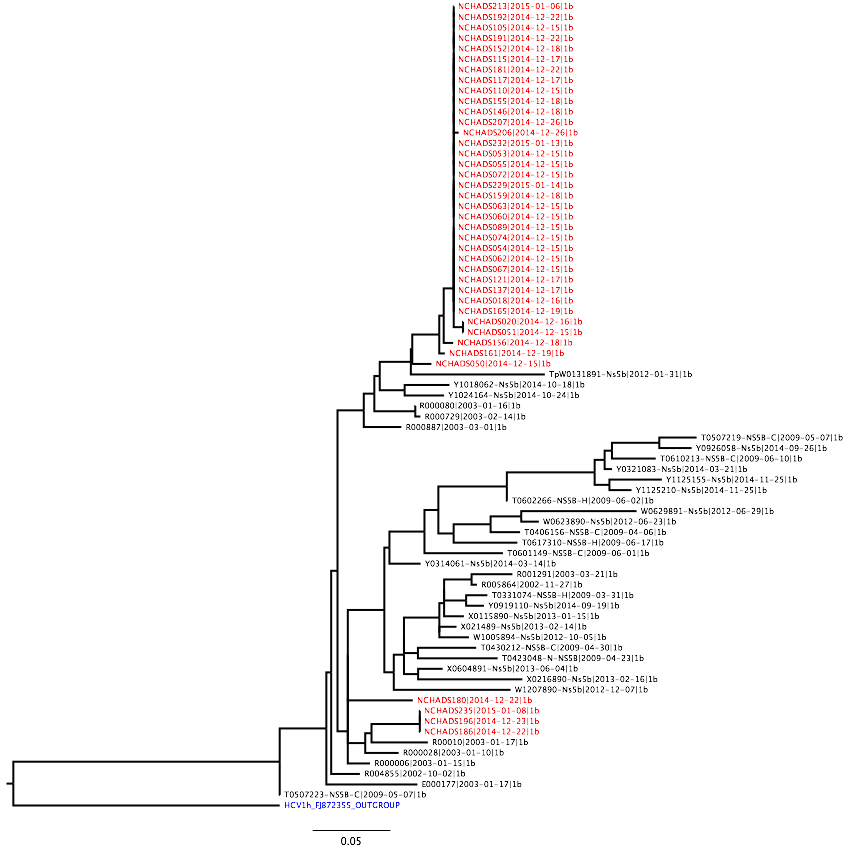 NCHADS213|2015-01-06|1b
NCHADS192|2014-12-22|1b
NCHADS105|2014-12-15|1b
NCHADS191|2014-12-22|1b
NCHADS152|2014-12-18|1b
NCHADS115|2014-12-17|1b
NCHADS181|2014-12-22|1b
NCHADS117|2014-12-17|1b
NCHADS110|2014-12-15|1b
NCHADS155|2014-12-18|1b
NCHADS146|2014-12-18|1b
NCHADS207|2014-12-26|1b
NCHADS206|2014-12-26|1b
NCHADS232|2015-01-13|1b
NCHADS053|2014-12-15|1b
NCHADS055|2014-12-15|1b
NCHADS072|2014-12-15|1b
NCHADS229|2015-01-14|1b
NCHADS159|2014-12-18|1b
NCHADS063|2014-12-15|1b
NCHADS060|2014-12-15|1b
NCHADS089|2014-12-15|1b
NCHADS074|2014-12-15|1b
NCHADS054|2014-12-15|1b
NCHADS062|2014-12-15|1b
NCHADS067|2014-12-15|1b
NCHADS121|2014-12-17|1b
NCHADS137|2014-12-17|1b
NCHADS018|2014-12-16|1b
NCHADS165|2014-12-19|1b
NCHADS020|2014-12-16|1b
NCHADS051|2014-12-15|1b
NCHADS156|2014-12-18|1b
NCHADS161|2014-12-19|1b
NCHADS050|2014-12-15|1b
TpW0131891-Ns5b|2012-01-31|1b
Y1018062-Ns5b|2014-10-18|1b
Y1024164-Ns5b|2014-10-24|1b
R000080|2003-01-16|1b
R000729|2003-02-14|1b
R000887|2003-03-01|1b
T0507219-NS5B-C|2009-05-07|1b
Y0926058-Ns5b|2014-09-26|1b
T0610213-NS5B-C|2009-06-10|1b
Y0321083-Ns5b|2014-03-21|1b
Y1125155-Ns5b|2014-11-25|1b
Y1125210-Ns5b|2014-11-25|1b
T0602266-NS5B-H|2009-06-02|1b
W0629891-Ns5b|2012-06-29|1b
W0623890-Ns5b|2012-06-23|1b
T0406156-NS5B-C|2009-04-06|1b
T0617310-NS5B-H|2009-06-17|1b
T0601149-NS5B-C|2009-06-01|1b
Y0314061-Ns5b|2014-03-14|1b
R001291|2003-03-21|1b
R005864|2002-11-27|1b
T0331074-NS5B-H|2009-03-31|1b
Y0919110-Ns5b|2014-09-19|1b
X0115890-Ns5b|2013-01-15|1b
X021489-Ns5b|2013-02-14|1b
W1005894-Ns5b|2012-10-05|1b
T0430212-NS5B-C|2009-04-30|1b
T0423048-N-NS5B|2009-04-23|1b
X0604891-Ns5b|2013-06-04|1b
X0216890-Ns5b|2013-02-16|1b
W1207890-Ns5b|2012-12-07|1b
NCHADS180|2014-12-22|1b
NCHADS235|2015-01-08|1b
NCHADS196|2014-12-23|1b
NCHADS186|2014-12-22|1b
R00010|2003-01-17|1b
R000028|2003-01-10|1b
R000006|2003-01-15|1b
R004855|2002-10-02|1b
E000177|2003-01-17|1b
T0507223-NS5B-C|2009-05-07|1b
HCV1h_FJ872355_OUTGROUP
0.05